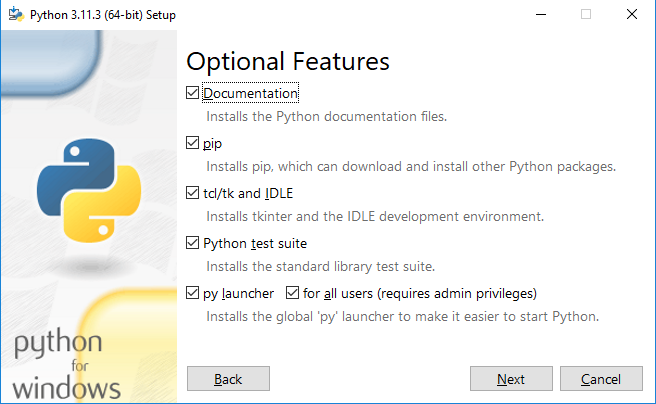 Python 3.11.3 (64-bit) Setup
Optional Features
Documentation
Installs the Python documentation files.
pip
Installs pip, which can download and install other Python packages.
tcl/tk and IDLE
Installs tkinter and the IDLE development environment.
Python test suite
Installs the standard library test suite.
py launcher for all users (requires admin privileges)
Installs the global 'py' launcher to make it easier to start Python.
python
for
windows
Back Next Cancel